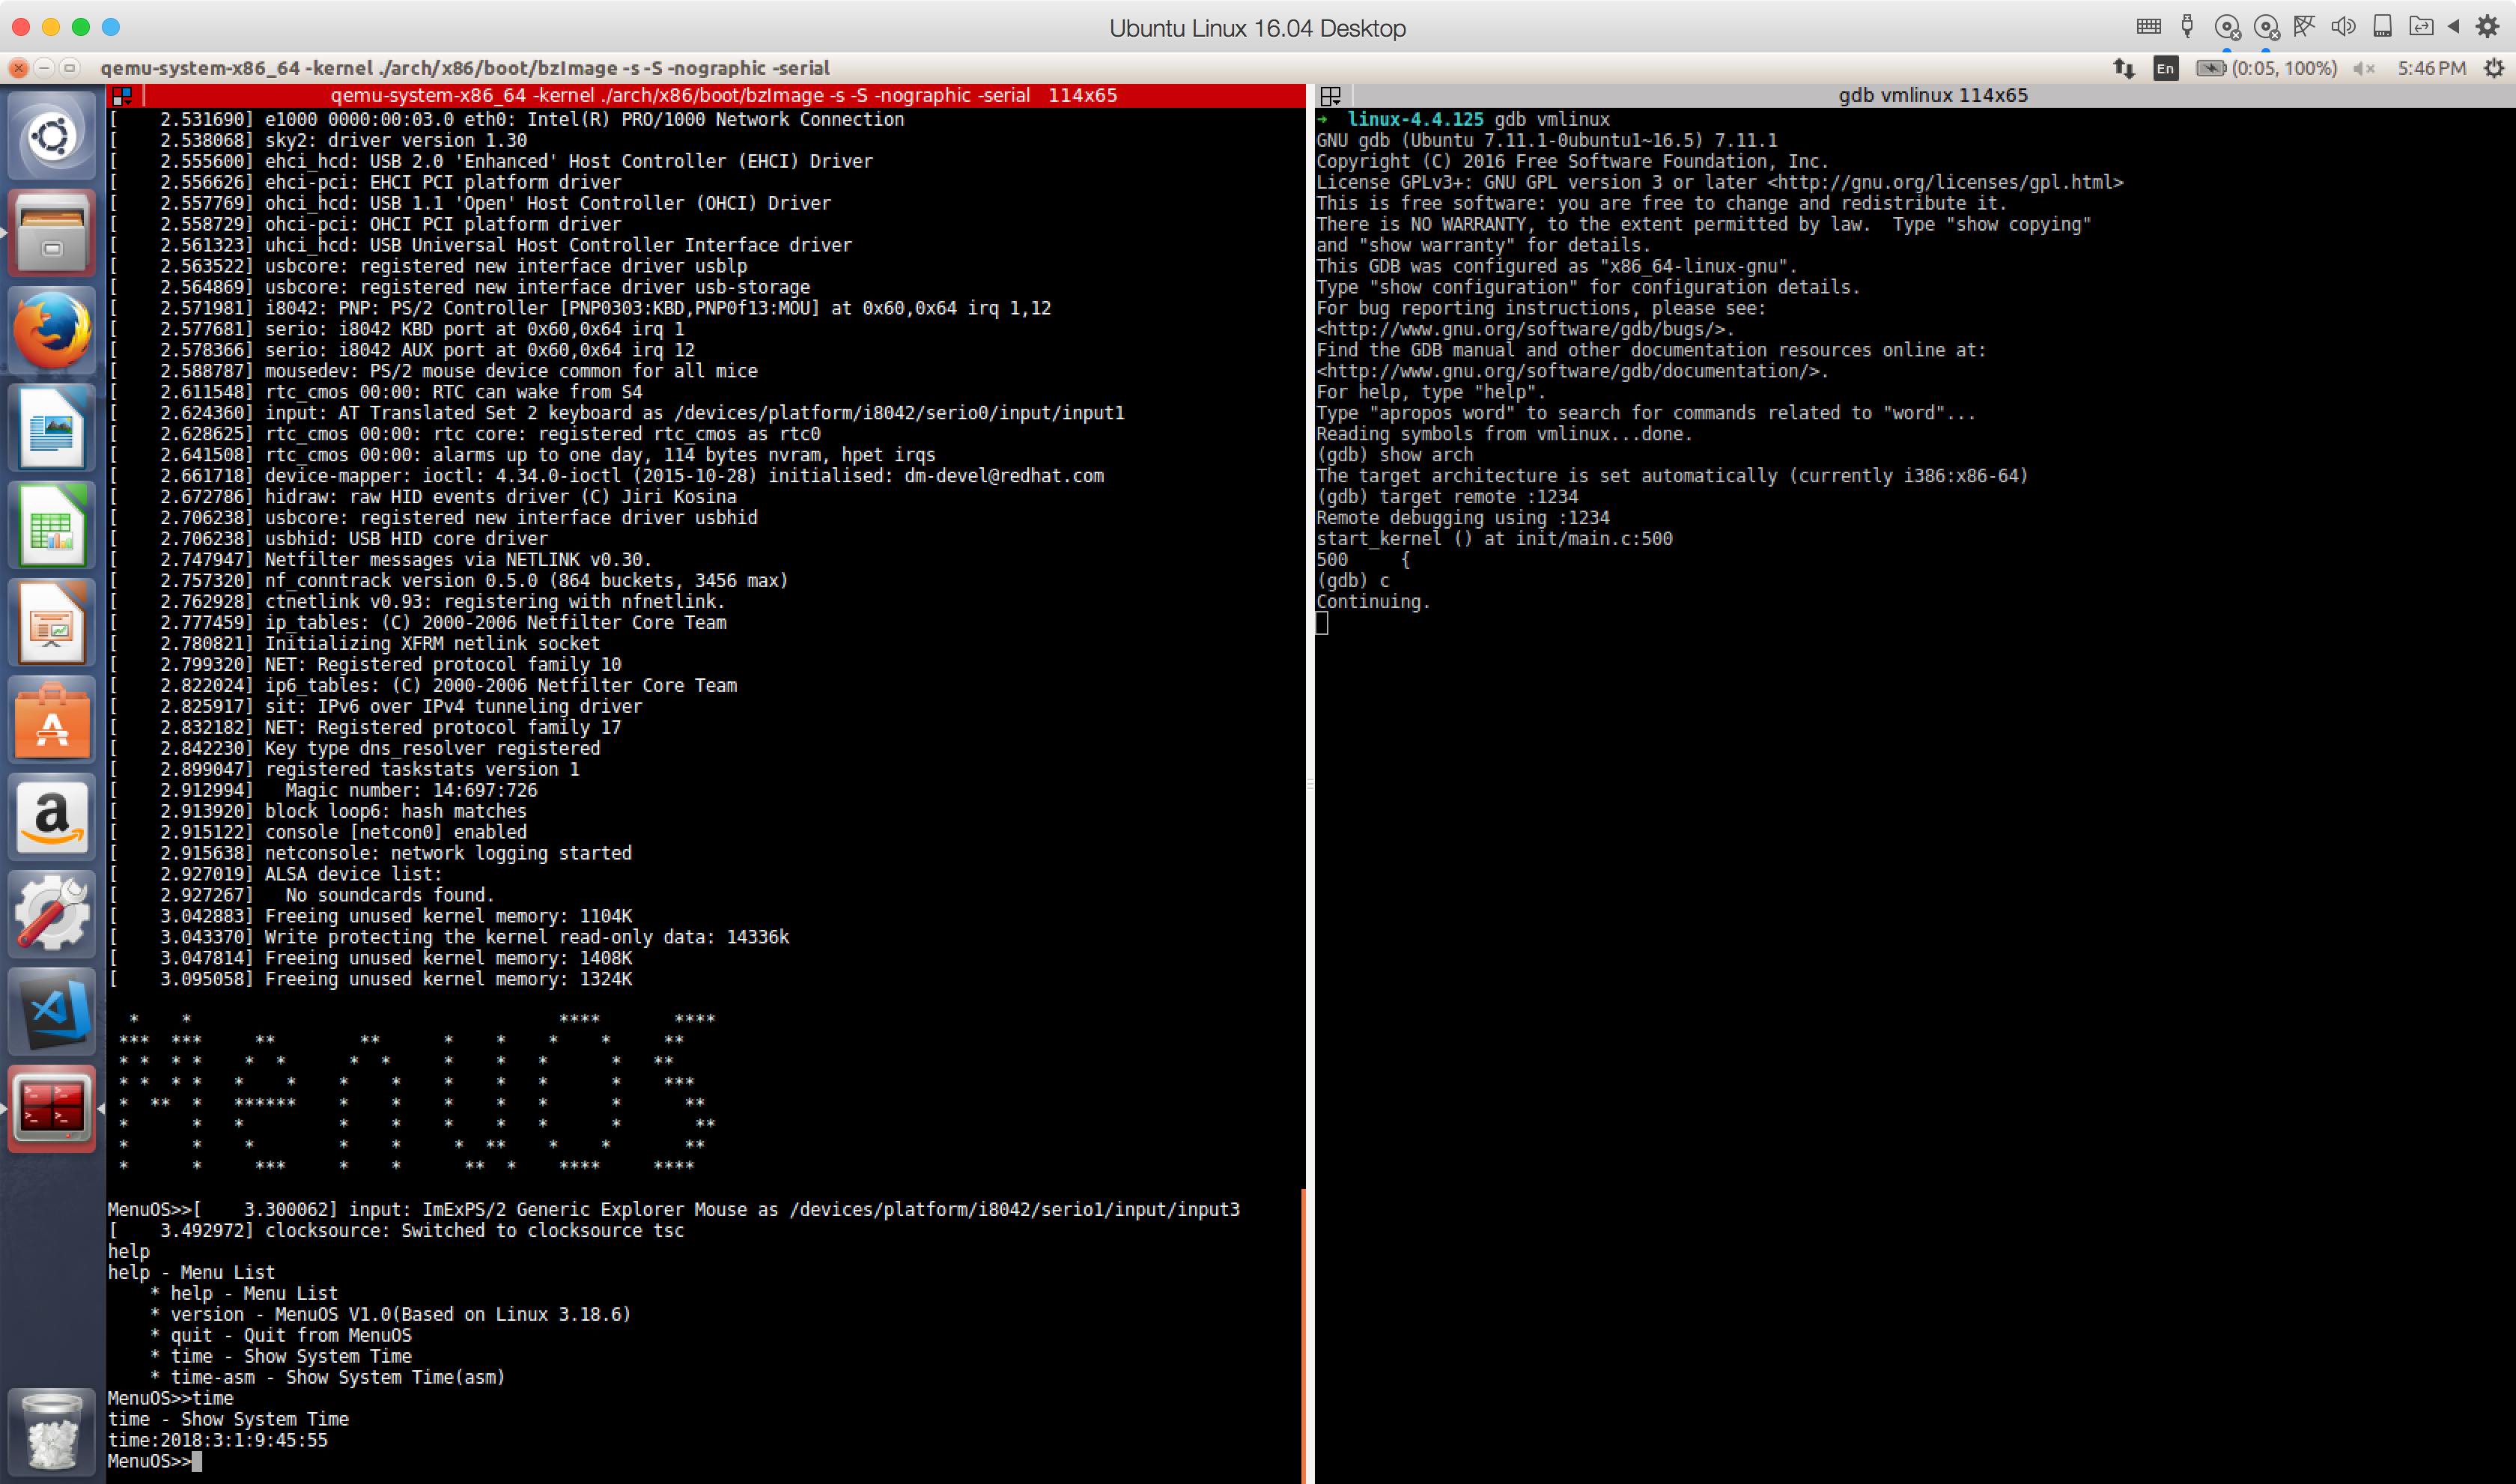 Ubuntu Linux 16.04 Desktop
qemu-system-x86_64 -kernel ./arch/x86/boot/bzImage -s -S -nographic -serial
En (0:05, 100%) 5:46 PM
qemu-system-x86_64 -kernel ./arch/x86/boot/bzImage -s -S -nographic -serial 114x65
[    2.531690] e1000 0000:00:03.0 eth0: Intel(R) PRO/1000 Network Connection
[    2.538068] sky2: driver version 1.30
[    2.555600] ehci_hcd: USB 2.0 'Enhanced' Host Controller (EHCI) Driver
[    2.556626] ehci-pci: EHCI PCI platform driver
[    2.557769] ohci_hcd: USB 1.1 'Open' Host Controller (OHCI) Driver
[    2.558729] ohci-pci: OHCI PCI platform driver
[    2.561323] uhci_hcd: USB Universal Host Controller Interface driver
[    2.563522] usbcore: registered new interface driver usblp
[    2.564869] usbcore: registered new interface driver usb-storage
[    2.571981] i8042: PNP: PS/2 Controller [PNP0303:KBD,PNP0f13:MOU] at 0x60,0x64 irq 1,12
[    2.577681] serio: i8042 KBD port at 0x60,0x64 irq 1
[    2.578366] serio: i8042 AUX port at 0x60,0x64 irq 12
[    2.588787] mousedev: PS/2 mouse device common for all mice
[    2.611548] rtc_cmos 00:00: RTC can wake from S4
[    2.624360] input: AT Translated Set 2 keyboard as /devices/platform/i8042/serio0/input/input1
[    2.628625] rtc_cmos 00:00: rtc core: registered rtc_cmos as rtc0
[    2.641508] rtc_cmos 00:00: alarms up to one day, 114 bytes nvram, hpet irqs
[    2.661718] device-mapper: ioctl: 4.34.0-ioctl (2015-10-28) initialised: dm-devel@redhat.com
[    2.672786] hidraw: raw HID events driver (C) Jiri Kosina
[    2.706238] usbcore: registered new interface driver usbhid
[    2.706238] usbhid: USB HID core driver
[    2.747947] Netfilter messages via NETLINK v0.30.
[    2.757320] nf_conntrack version 0.5.0 (864 buckets, 3456 max)
[    2.762928] ctnetlink v0.93: registering with nfnetlink.
[    2.777459] ip_tables: (C) 2000-2006 Netfilter Core Team
[    2.780821] Initializing XFRM netlink socket
[    2.799320] NET: Registered protocol family 10
[    2.822024] ip6_tables: (C) 2000-2006 Netfilter Core Team
[    2.825917] sit: IPv6 over IPv4 tunneling driver
[    2.832182] NET: Registered protocol family 17
[    2.842230] Key type dns_resolver registered
[    2.899047] registered taskstats version 1
[    2.912994]   Magic number: 14:697:726
[    2.913920] block loop6: hash matches
[    2.915122] console [netcon0] enabled
[    2.915638] netconsole: network logging started
[    2.927019] ALSA device list:
[    2.927267]   No soundcards found.
[    3.042883] Freeing unused kernel memory: 1104K
[    3.043370] Write protecting the kernel read-only data: 14336k
[    3.047814] Freeing unused kernel memory: 1408K
[    3.095058] Freeing unused kernel memory: 1324K
MenuOS
MenuOS>>[    3.300062] input: ImExPS/2 Generic Explorer Mouse as /devices/platform/i8042/serio1/input/input3
[    3.492972] clocksource: Switched to clocksource tsc
help
help - Menu List
* help - Menu List
* version - MenuOS V1.0(Based on Linux 3.18.6)
* quit - Quit from MenuOS
* time - Show System Time
* time-asm - Show System Time(asm)
MenuOS>>time
time - Show System Time
time:2018:3:1:9:45:55
MenuOS>>
gdb vmlinux 114x65
➜  linux-4.4.125 gdb vmlinux
GNU gdb (Ubuntu 7.11.1-0ubuntu1~16.5) 7.11.1
Copyright (C) 2016 Free Software Foundation, Inc.
License GPLv3+: GNU GPL version 3 or later <http://gnu.org/licenses/gpl.html>
This is free software: you are free to change and redistribute it.
There is NO WARRANTY, to the extent permitted by law.  Type "show copying"
and "show warranty" for details.
This GDB was configured as "x86_64-linux-gnu".
Type "show configuration" for configuration details.
For bug reporting instructions, please see:
<http://www.gnu.org/software/gdb/bugs/>.
Find the GDB manual and other documentation resources online at:
<http://www.gnu.org/software/gdb/documentation/>.
For help, type "help".
Type "apropos word" to search for commands related to "word"...
Reading symbols from vmlinux...done.
(gdb) show arch
The target architecture is set automatically (currently i386:x86-64)
(gdb) target remote :1234
Remote debugging using :1234
start_kernel () at init/main.c:500
500     {
(gdb) c
Continuing.